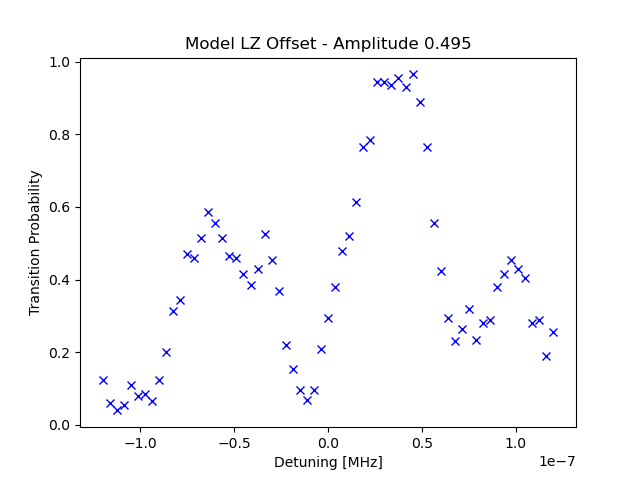 Model LZ Offset - Amplitude 0.495
1.0
0.8
0.6
0.4
0.2
0.0
Transition Probability
−1.0 −0.5 0.0 0.5 1.0
1e−7
Detuning [MHz]